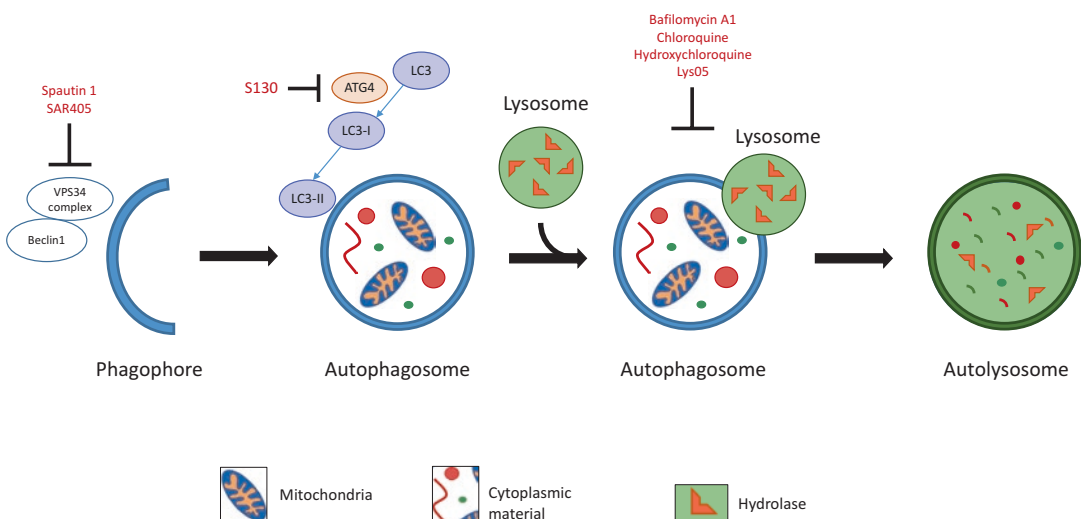 Bafilomycin A1
Chloroquine
Hydroxychloroquine
Lys05
Spautin 1
SAR405
S130
ATG4
LC3
LC3-I
LC3-II
Lysosome
Lysosome
VPS34
complex
Beclin1
Phagophore
Autophagosome
Autophagosome
Autolysosome
Mitochondria
Cytoplasmic
material
Hydrolase